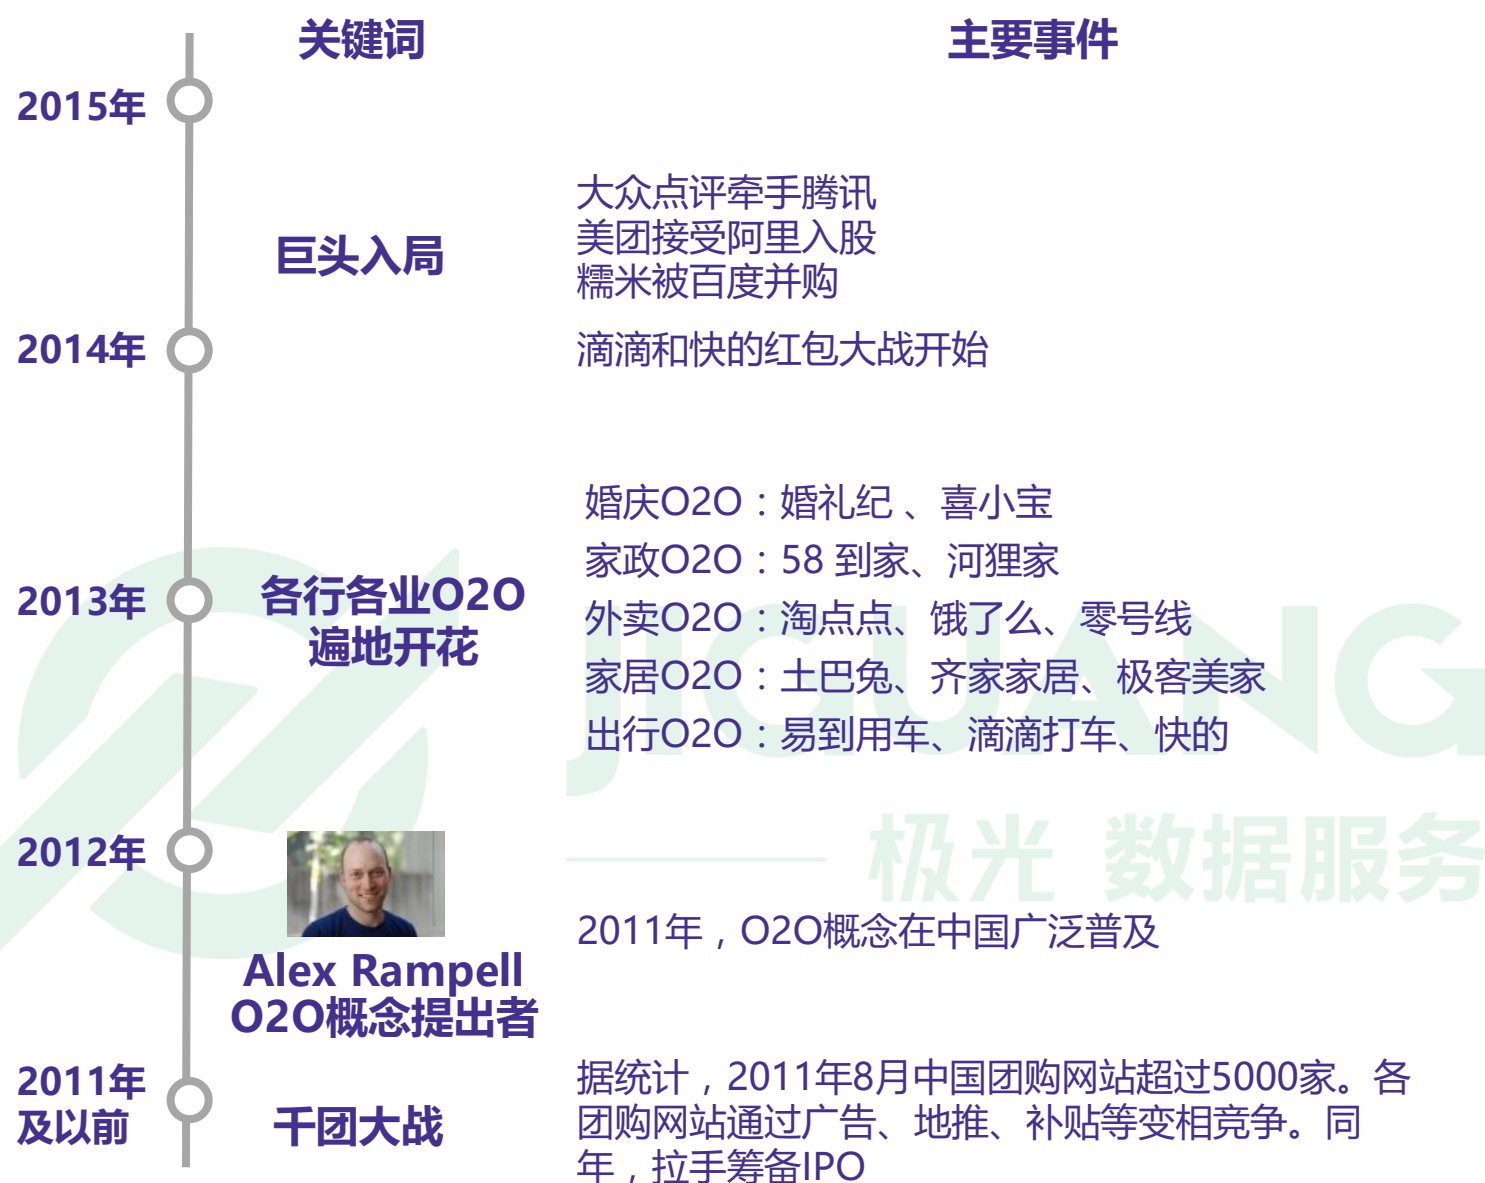 关键词
主要事件
2015年
大众点评牵手腾讯
美团接受阿里入股
糯米被百度并购
巨头入局
2014年
滴滴和快的红包大战开始
婚庆O2O：婚礼纪 、喜小宝
家政O2O：58 到家、河狸家
2013年
各行各业O2O
遍地开花
外卖O2O：淘点点、饿了么、零号线
家居O2O：土巴兔、齐家家居、极客美家
出行O2O：易到用车、滴滴打车、快的
JIGUANG
极光 数据服务
2012年
2011年，O2O概念在中国广泛普及
Alex Rampell
O2O概念提出者
2011年
及以前
千团大战
据统计，2011年8月中国团购网站超过5000家。各
团购网站通过广告、地推、补贴等变相竞争。同
年，拉手筹备IPO